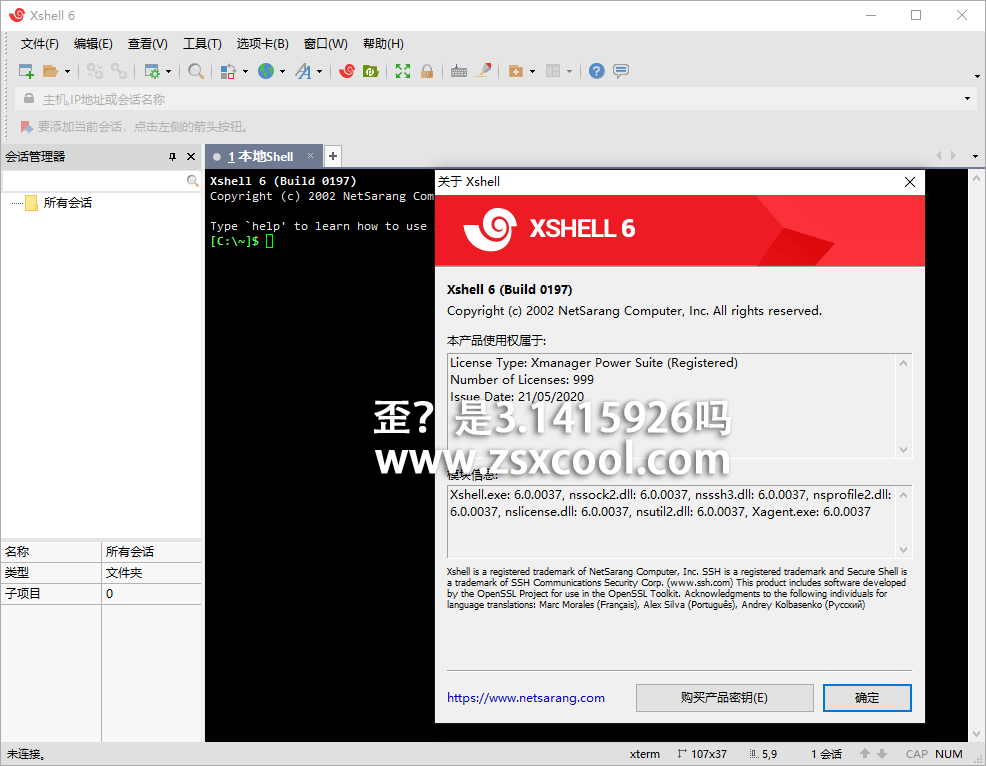 Xshell 6
文件(F) 编辑(E) 查看(V) 工具(T) 选项卡(B) 窗口(W) 帮助(H)
主机,IP地址或会话名称
要添加当前会话，点击左侧的箭头按钮。
会话管理器
1 本地Shell
所有会话
Xshell 6 (Build 0197)
Copyright (c) 2002 NetSarang Com
Type `help' to learn how to use
[C:\~]$
关于 Xshell
XSHELL 6
Xshell 6 (Build 0197)
Copyright (c) 2002 NetSarang Computer, Inc. All rights reserved.
本产品使用权属于:
License Type: Xmanager Power Suite (Registered)
Number of Licenses: 999
Issue Date: 21/05/2020
歪？是3.1415926吗
www.zsxcool.com
模块信息:
Xshell.exe: 6.0.0037, nssock2.dll: 6.0.0037, nsssh3.dll: 6.0.0037, nsprofile2.dll:
6.0.0037, nslicense.dll: 6.0.0037, nsutil2.dll: 6.0.0037, Xagent.exe: 6.0.0037
Xshell is a registered trademark of NetSarang Computer, Inc. SSH is a registered trademark and Secure Shell is
a trademark of SSH Communications Security Corp. (www.ssh.com) This product includes software developed
by the OpenSSL Project for use in the OpenSSL Toolkit. Acknowledgments to the following individuals for
language translations: Marc Morales (Français), Alex Silva (Português), Andrey Kolbasenko (Русский)
https://www.netsarang.com
购买产品密钥(E)
确定
名称 所有会话
类型 文件夹
子项目 0
未连接。
xterm 107x37 5,9 1 会话 CAP NUM